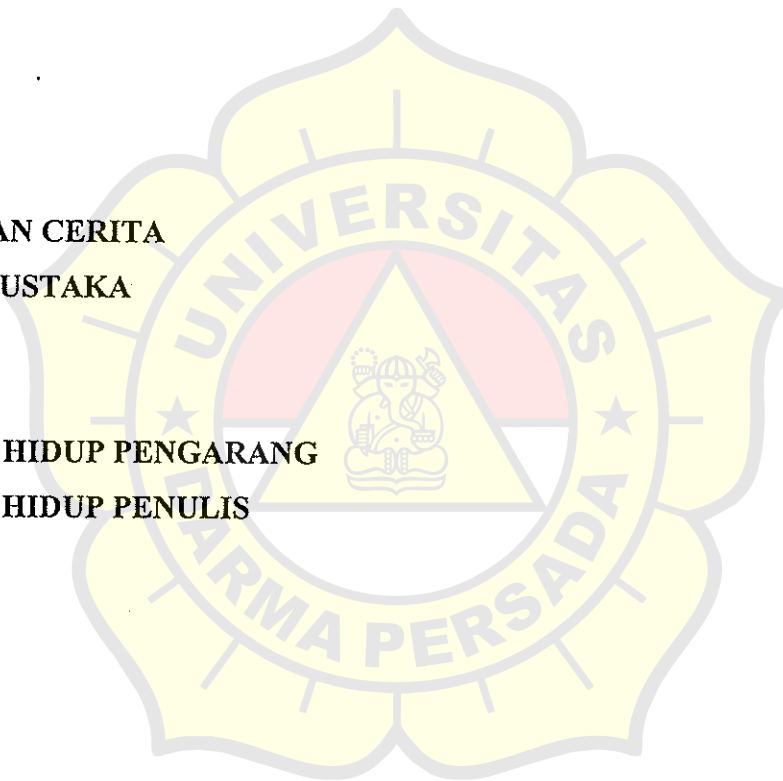 AN CERITA
USTAKA
HIDUP PENGARANG
HIDUP PENULIS
UNIVERSITAS
DARMA PERSADA